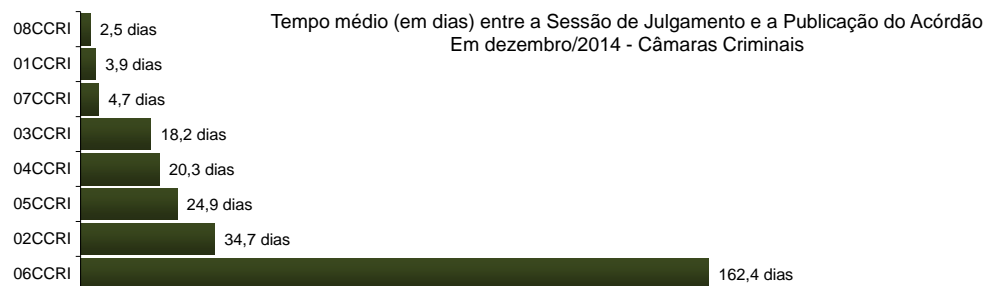 Tempo médio (em dias) entre a Sessão de Julgamento e a Publicação do Acórdão
Em dezembro/2014 - Câmaras Criminais
08CCRI 2,5 dias
01CCRI 3,9 dias
07CCRI 4,7 dias
03CCRI 18,2 dias
04CCRI 20,3 dias
05CCRI 24,9 dias
02CCRI 34,7 dias
06CCRI 162,4 dias